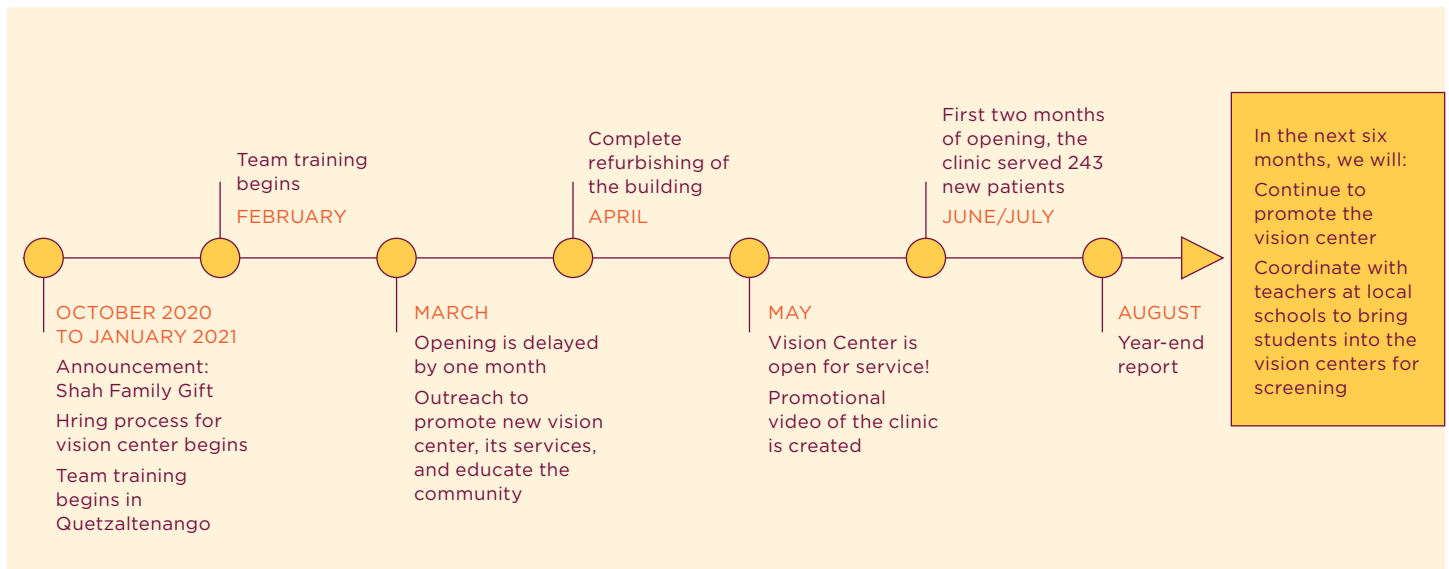 OCTOBER 2020
TO JANUARY 2021
Announcement:
Shah Family Gift
Hring process for
vision center begins
Team training
begins in
Quetzaltenango
Team training
begins
FEBRUARY
MARCH
Opening is delayed
by one month
Outreach to
promote new vision
center, its services,
and educate the
community
Complete
refurbishing of
the building
APRIL
MAY
Vision Center is
open for service!
Promotional
video of the clinic
is created
First two months
of opening, the
clinic served 243
new patients
JUNE/JULY
AUGUST
Year-end
report
In the next six
months, we will:
Continue to
promote the
vision center
Coordinate with
teachers at local
schools to bring
students into the
vision centers for
screening